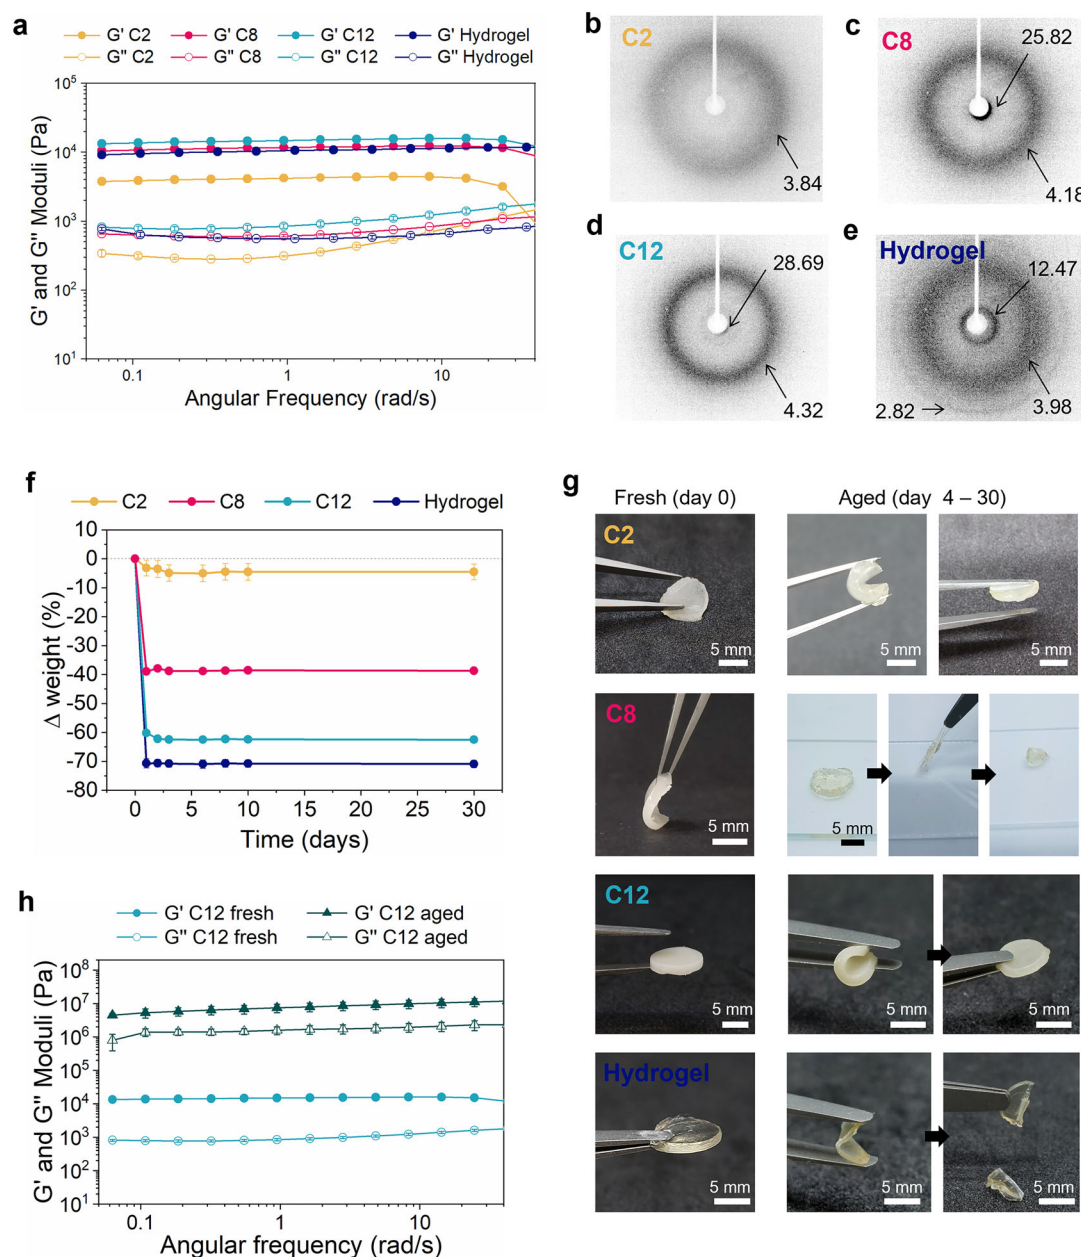 a
G' C2 G' C8 G' C12 G' Hydrogel
G'' C2 G'' C8 G'' C12 G'' Hydrogel
G' and G'' Moduli (Pa)
10⁵
10⁴
10³
10²
10¹
0.1 1 10
Angular Frequency (rad/s)
b
C2
3.84
c
C8
25.82
4.18
d
C12
28.69
4.32
e
Hydrogel
12.47
3.98
2.82
f
C2 C8 C12 Hydrogel
Δ weight (%)
10
0
-10
-20
-30
-40
-50
-60
-70
-80
0 5 10 15 20 25 30
Time (days)
g
Fresh (day 0) Aged (day 4 – 30)
C2
5 mm 5 mm 5 mm
C8
5 mm 5 mm 5 mm 5 mm
C12
5 mm 5 mm 5 mm
Hydrogel
5 mm 5 mm 5 mm
h
G' C12 fresh G' C12 aged
G'' C12 fresh G'' C12 aged
G' and G'' Moduli (Pa)
10⁸
10⁷
10⁶
10⁵
10⁴
10³
10²
10¹
0.1 1 10
Angular frequency (rad/s)